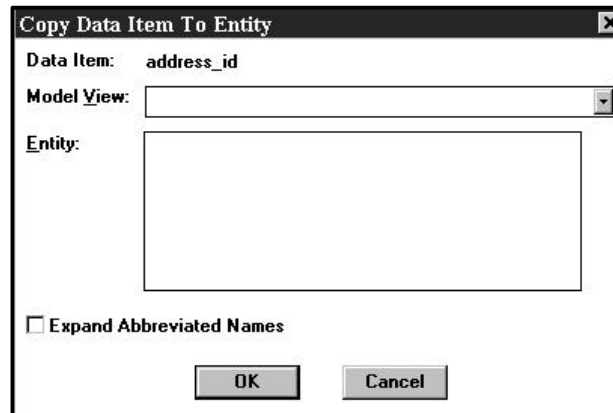 Copy Data Item To Entity
Data Item: address_id
Model View:
Entity:
Expand Abbreviated Names
OK Cancel